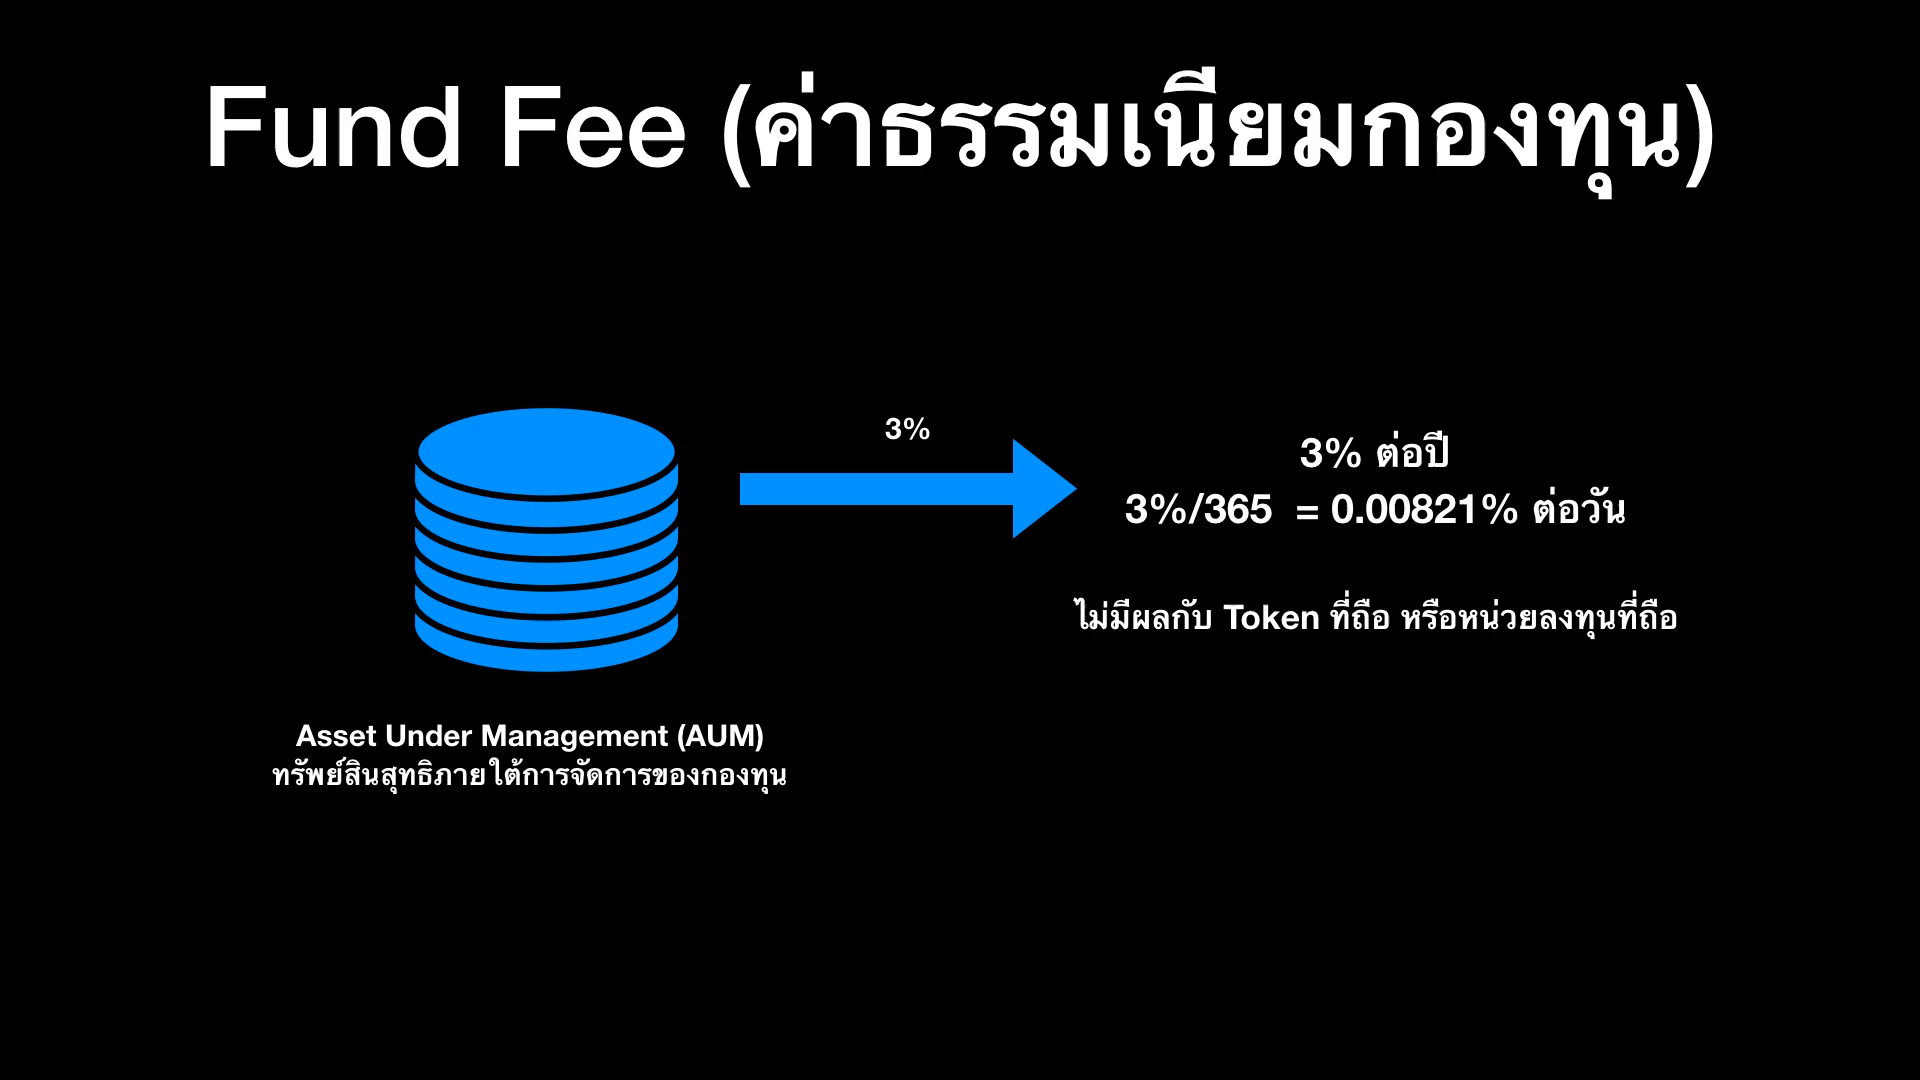 Fund Fee (ค่าธรรมเนียมกองทุน)
3%
3% ต่อปี
3%/365  = 0.00821% ต่อวัน
ไม่มีผลกับ Token ที่ถือ หรือหน่วยลงทุนที่ถือ
Asset Under Management (AUM)
ทรัพย์สินสุทธิภายใต้การจัดการของกองทุน